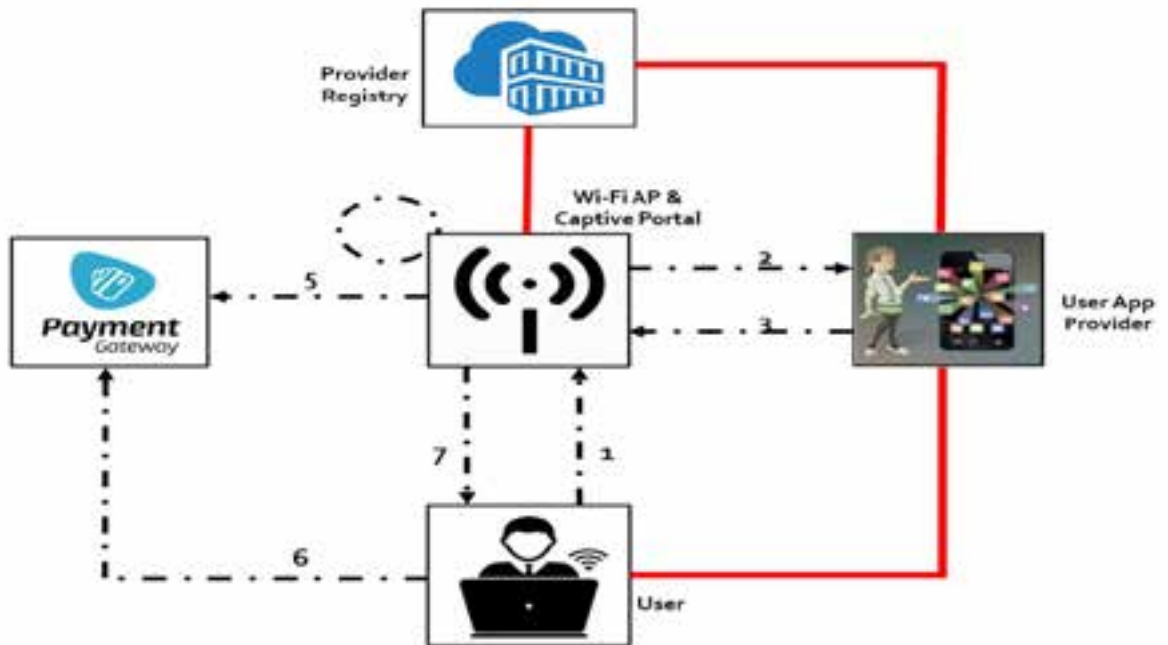 Provider
Registry
Wi-Fi AP &
Captive Portal
2
5
Payment
Gateway
3
User App
Provider
7
1
6
User